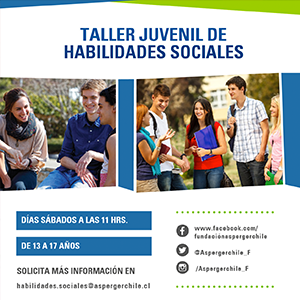 TALLER JUVENIL DE
HABILIDADES SOCIALES
DÍAS SÁBADOS A LAS 11 HRS.
DE 13 A 17 AÑOS
SOLICITA MÁS INFORMACIÓN EN
habilidades.sociales@aspergerchile.cl
www.facebook.com/
fundacionaspergerchile
@Aspergerchile_F
/Aspergerchile_F